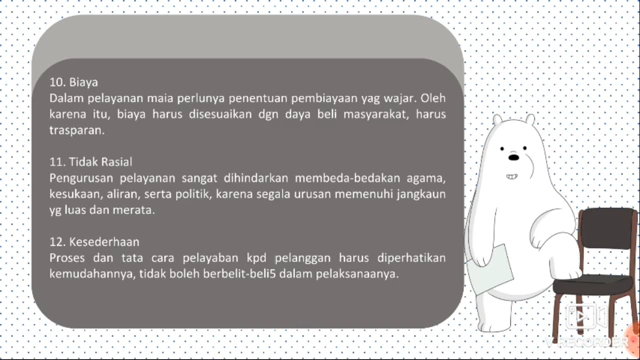 10. Biaya
Dalam pelayanan maia perlunya penentuan pembiayaan yag wajar. Oleh
karena itu, biaya harus disesuaikan dgn daya beli masyarakat, harus
trasparan.
11. Tidak Rasial
Pengurusan pelayanan sangat dihindarkan membeda-bedakan agama,
kesukaan, aliran, serta politik, karena segala urusan memenuhi jangkaun
yg luas dan merata.
12. Kesederhaan
Proses dan tata cara pelayaban kpd pelanggan harus diperhatikan
kemudahannya, tidak boleh berbelit-beli5 dalam pelaksanaanya.
RECORDER